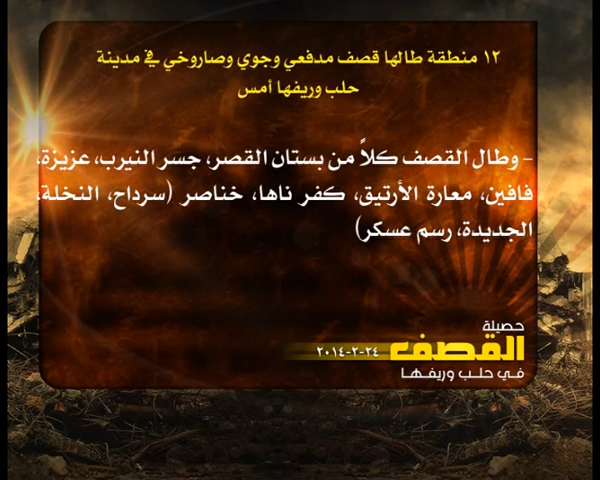 ١٢ منطقة طالها قصف مدفعي وجوي وصاروخي في مدينة
حلب وريفها أمس
- وطال القصف كلاً من بستان القصر، جسر النيرب، عزيزة،
فافين، معارة الأرتيق، كفر ناها، خناصر (سرداح، النخلة،
الجديدة، رسم عسكر)
حصيلة
القصف ٢٤-٢-٢٠١٤
في حلب وريفها